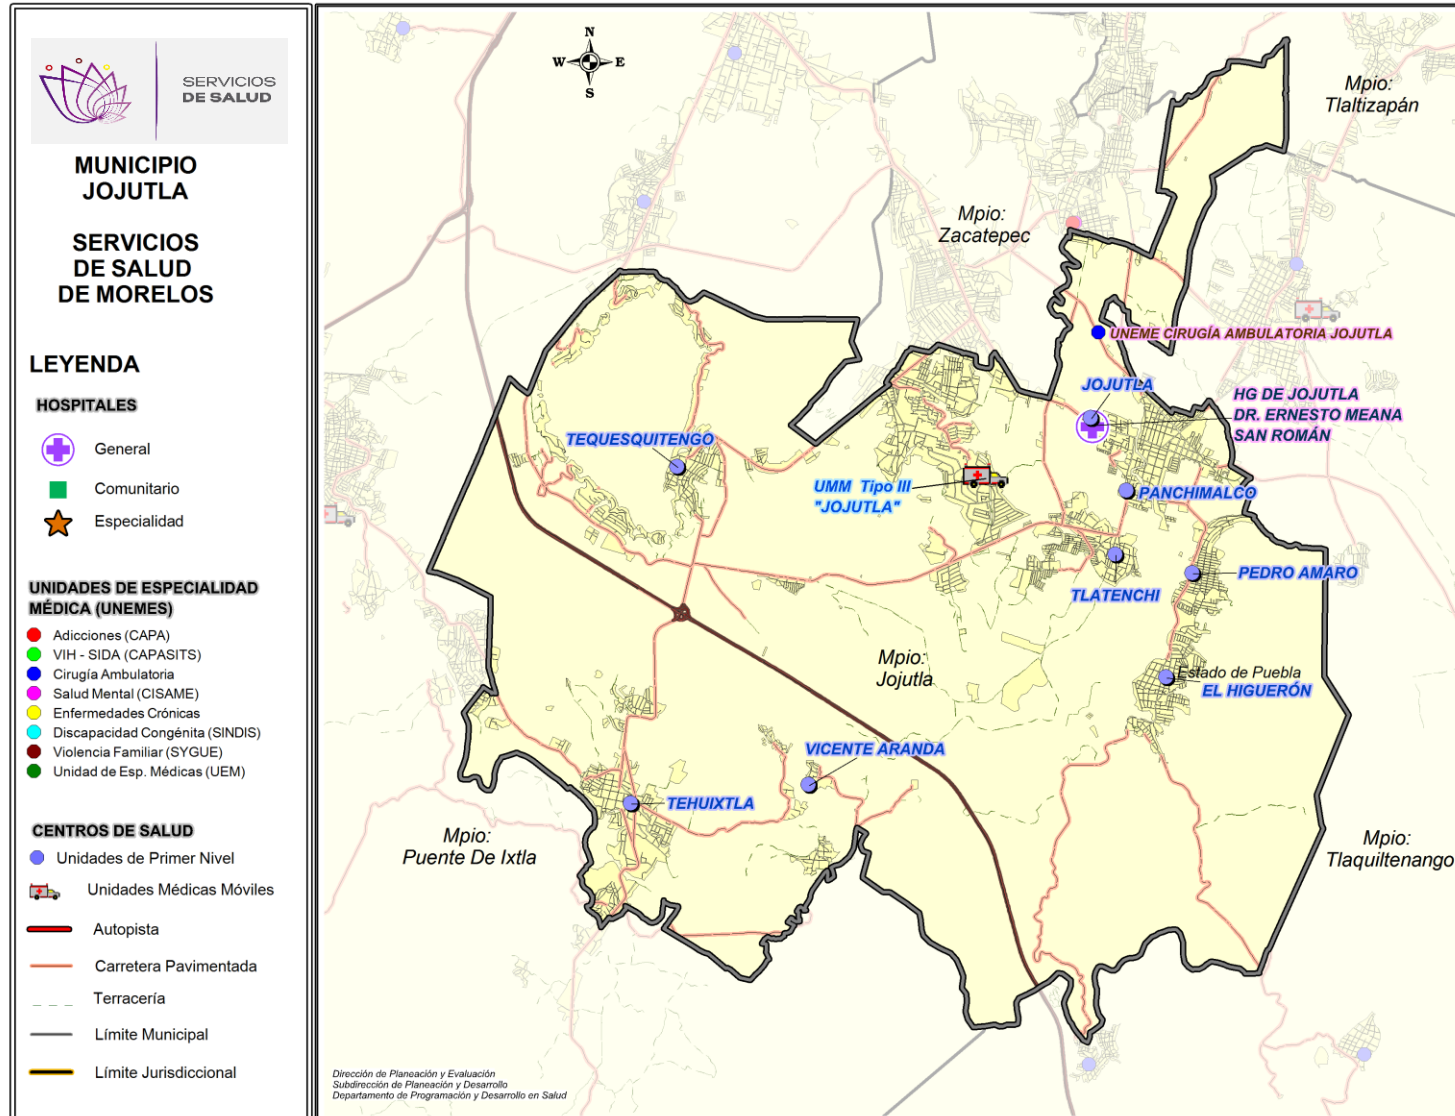 SERVICIOS
DE SALUD
MUNICIPIO
JOJUTLA
SERVICIOS
DE SALUD
DE MORELOS
LEYENDA
HOSPITALES
General
Comunitario
Especialidad
UNIDADES DE ESPECIALIDAD
MÉDICA (UNEMES)
Adicciones (CAPA)
VIH - SIDA (CAPASITS)
Cirugía Ambulatoria
Salud Mental (CISAME)
Enfermedades Crónicas
Discapacidad Congénita (SINDIS)
Violencia Familiar (SYGUE)
Unidad de Esp. Médicas (UEM)
CENTROS DE SALUD
Unidades de Primer Nivel
Unidades Médicas Móviles
Autopista
Carretera Pavimentada
Terracería
Límite Municipal
Límite Jurisdiccional
N
W E
S
Mpio:
Tlaltizapán
Mpio:
Zacatepec
UNEME CIRUGÍA AMBULATORIA JOJUTLA
JOJUTLA
HG DE JOJUTLA
DR. ERNESTO MEANA
SAN ROMÁN
TEQUESQUITENGO
UMM Tipo III
"JOJUTLA"
PANCHIMALCO
PEDRO AMARO
TLATENCHI
Mpio:
Jojutla
Estado de Puebla
EL HIGUERÓN
VICENTE ARANDA
TEHUIXTLA
Mpio:
Puente De Ixtla
Mpio:
Tlaquiltenango
Dirección de Planeación y Evaluación
Subdirección de Planeación y Desarrollo
Departamento de Programación y Desarrollo en Salud